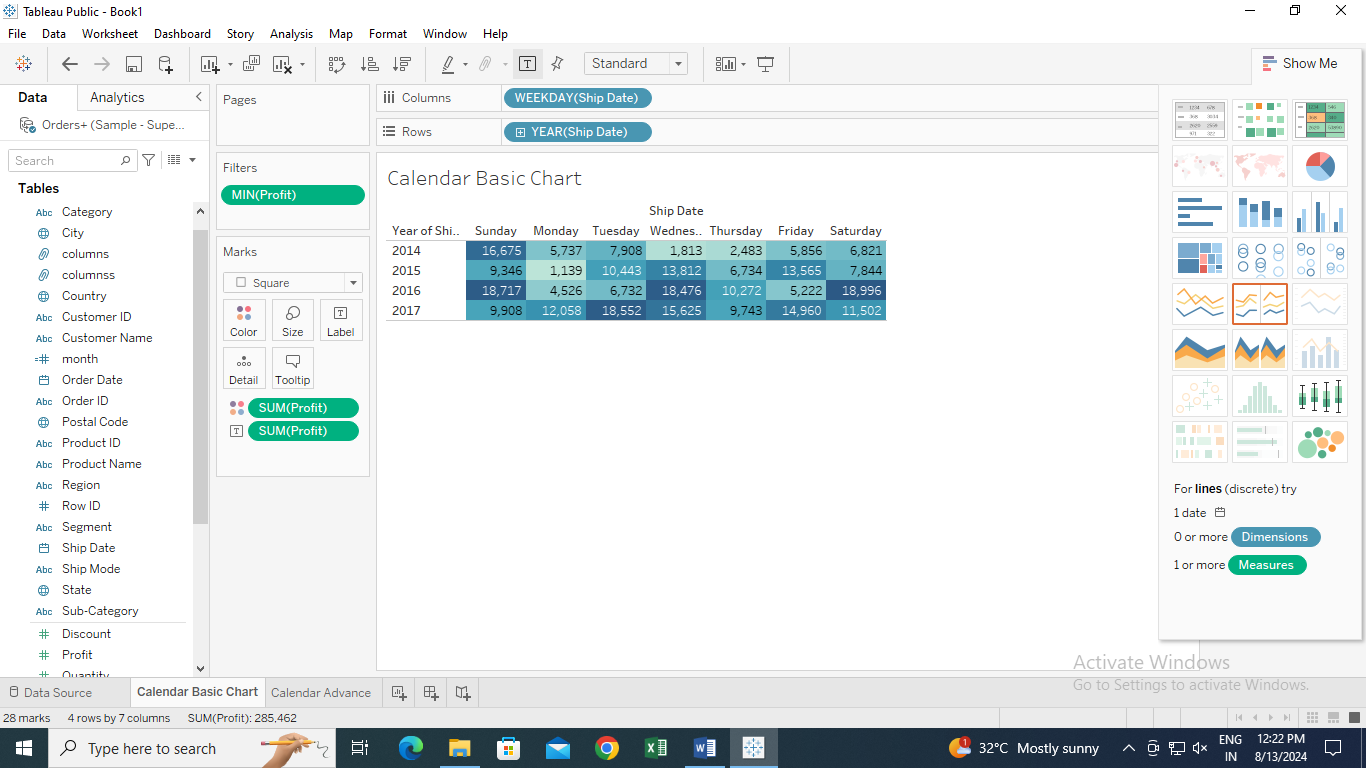 Tableau Public - Book1
File Data Worksheet Dashboard Story Analysis Map Format Window Help
Standard
Show Me
Data Analytics
Orders+ (Sample - Supe...
Search
Tables
Abc Category
City
columns
columnss
Country
Abc Customer ID
Abc Customer Name
month
Order Date
Abc Order ID
Postal Code
Abc Product ID
Abc Product Name
Abc Region
Row ID
Abc Segment
Ship Date
Abc Ship Mode
State
Abc Sub-Category
Discount
Profit
Quantity
Pages
Filters
MIN(Profit)
Marks
Square
Color Size Label
Detail Tooltip
SUM(Profit)
SUM(Profit)
Columns WEEKDAY(Ship Date)
Rows YEAR(Ship Date)
Calendar Basic Chart
Ship Date
Year of Shi.. Sunday Monday Tuesday Wednes.. Thursday Friday Saturday
2014 16,675 5,737 7,908 1,813 2,483 5,856 6,821
2015 9,346 1,139 10,443 13,812 6,734 13,565 7,844
2016 18,717 4,526 6,732 18,476 10,272 5,222 18,996
2017 9,908 12,058 18,552 15,625 9,743 14,960 11,502
For lines (discrete) try
1 date
0 or more Dimensions
1 or more Measures
Activate Windows
Go to Settings to activate Windows.
Data Source Calendar Basic Chart Calendar Advance
28 marks 4 rows by 7 columns SUM(Profit): 285,462
Type here to search
1
32°C Mostly sunny
ENG
IN
12:22 PM
8/13/2024